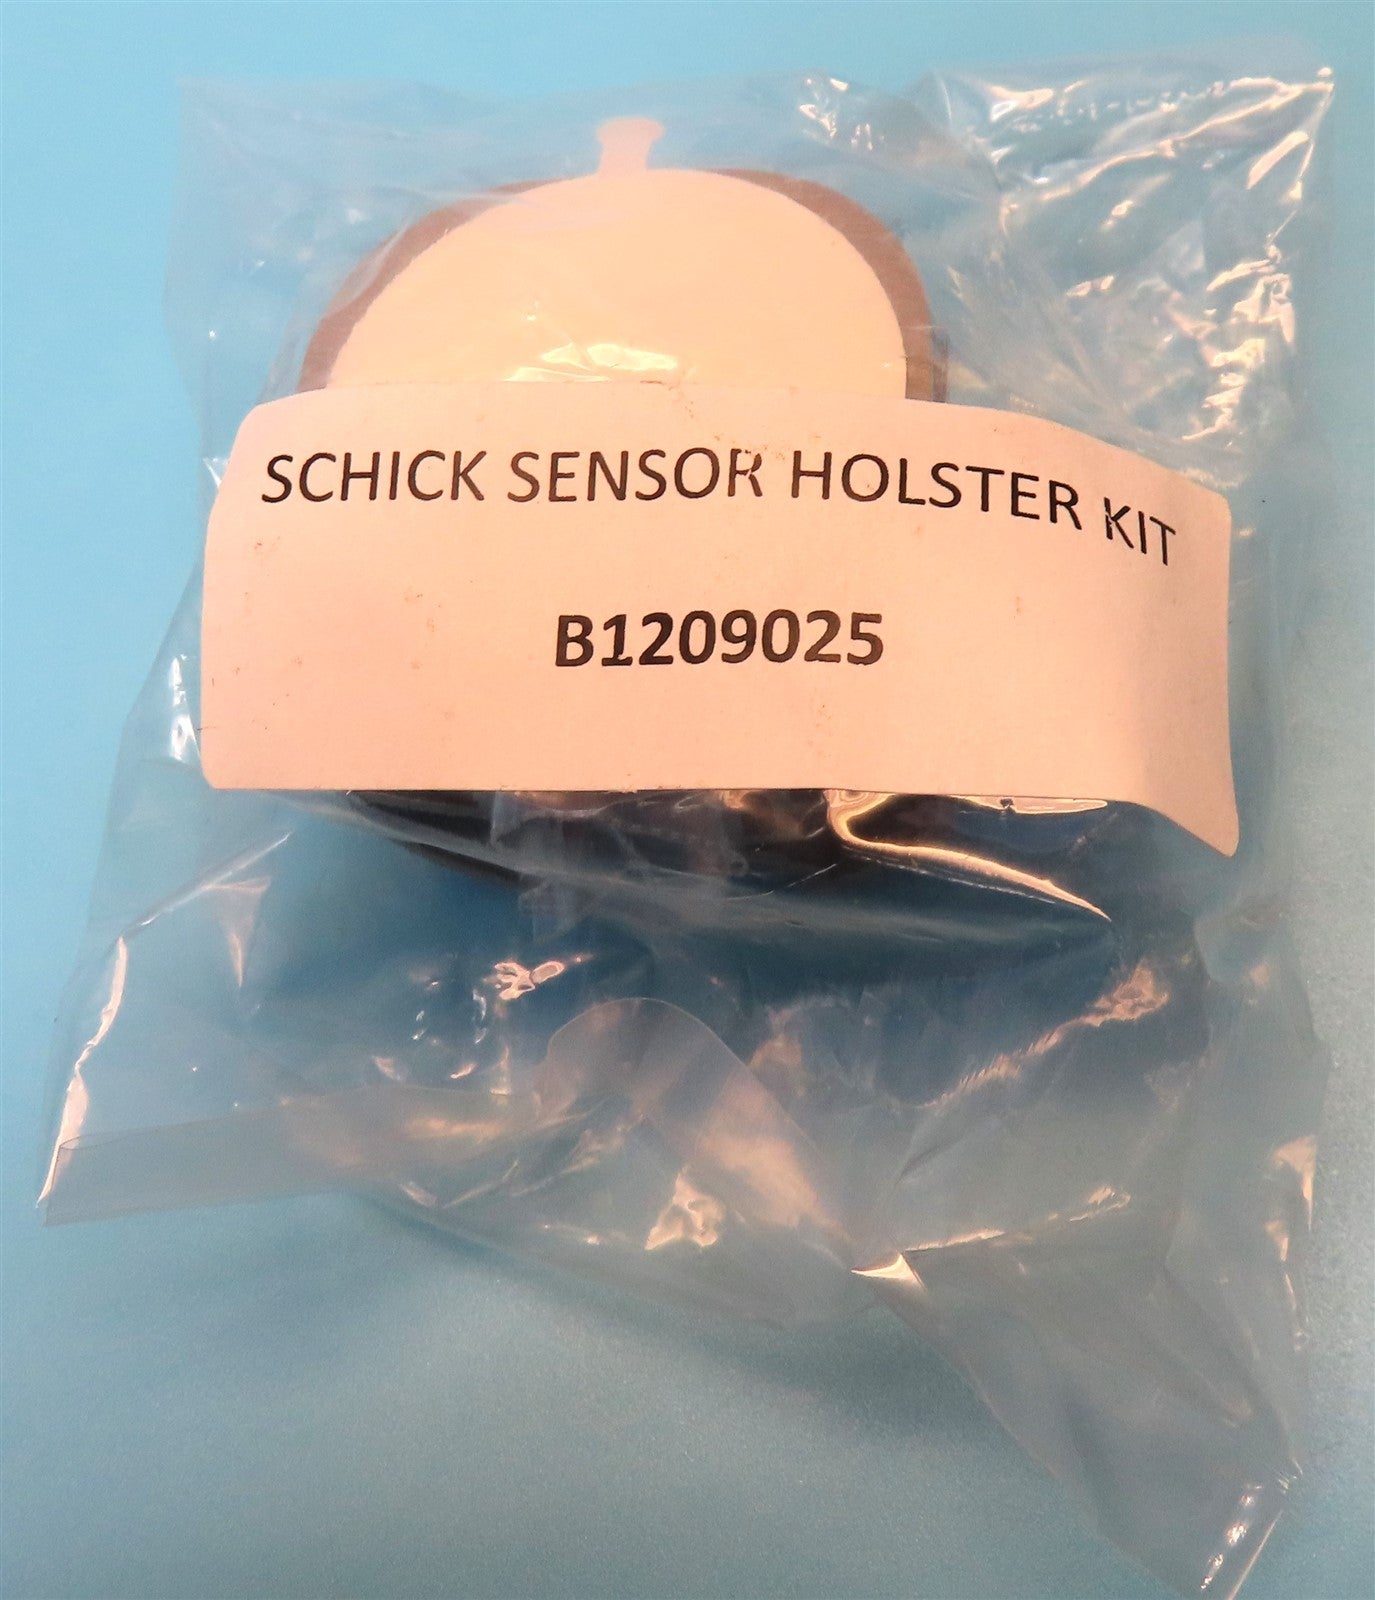 SCHICK SENSOR HOLSTER KIT
B1209025